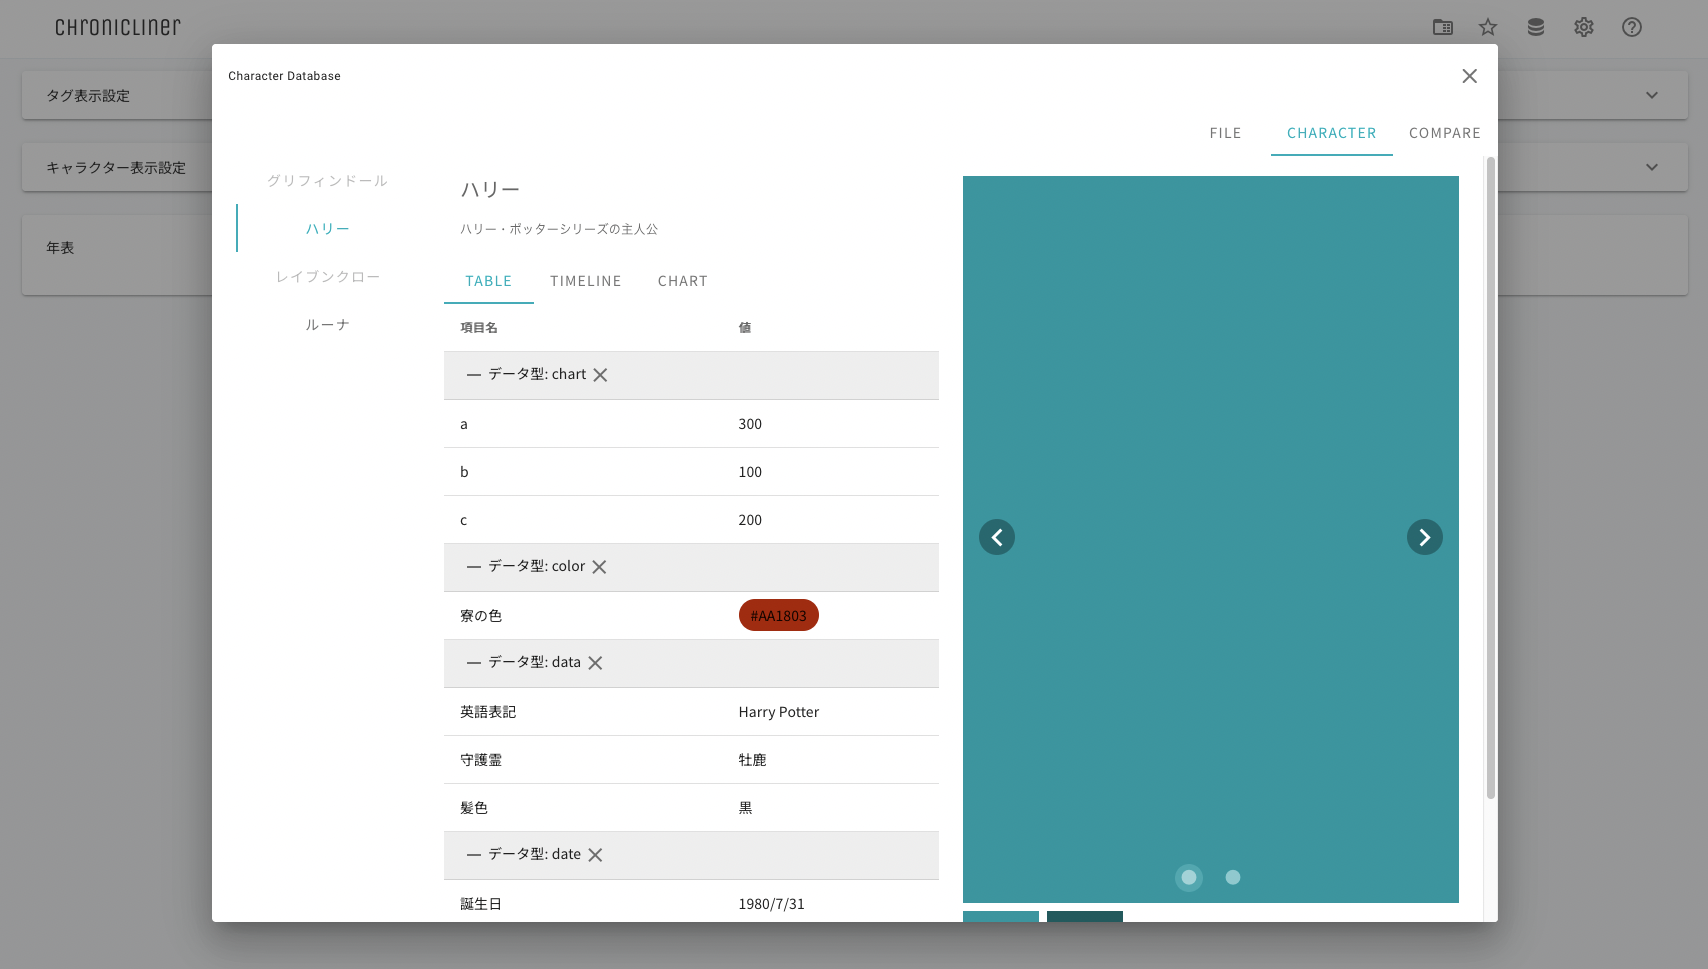 CHRONICLINER
タグ表示設定
キャラクター表示設定
年表
Character Database
FILE CHARACTER COMPARE
グリフィンドール
ハリー
レイブンクロー
ルーナ
ハリー
ハリー・ポッターシリーズの主人公
TABLE TIMELINE CHART
項目名 値
データ型: chart
a 300
b 100
c 200
データ型: color
寮の色 #AA1803
データ型: data
英語表記 Harry Potter
守護霊 牡鹿
髪色 黒
データ型: date
誕生日 1980/7/31